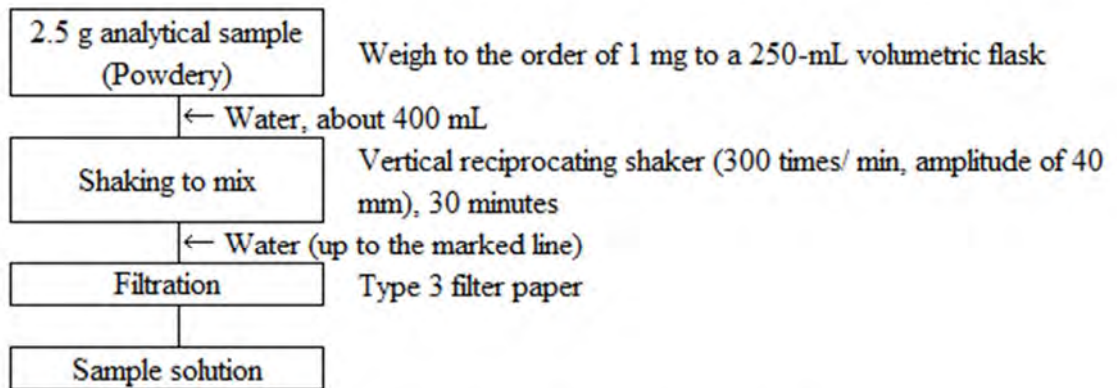 2.5 g analytical sample
(Powdery)
Weigh to the order of 1 mg to a 250-mL volumetric flask
← Water, about 400 mL
Shaking to mix
Vertical reciprocating shaker (300 times/ min, amplitude of 40
mm), 30 minutes
← Water (up to the marked line)
Filtration
Type 3 filter paper
Sample solution